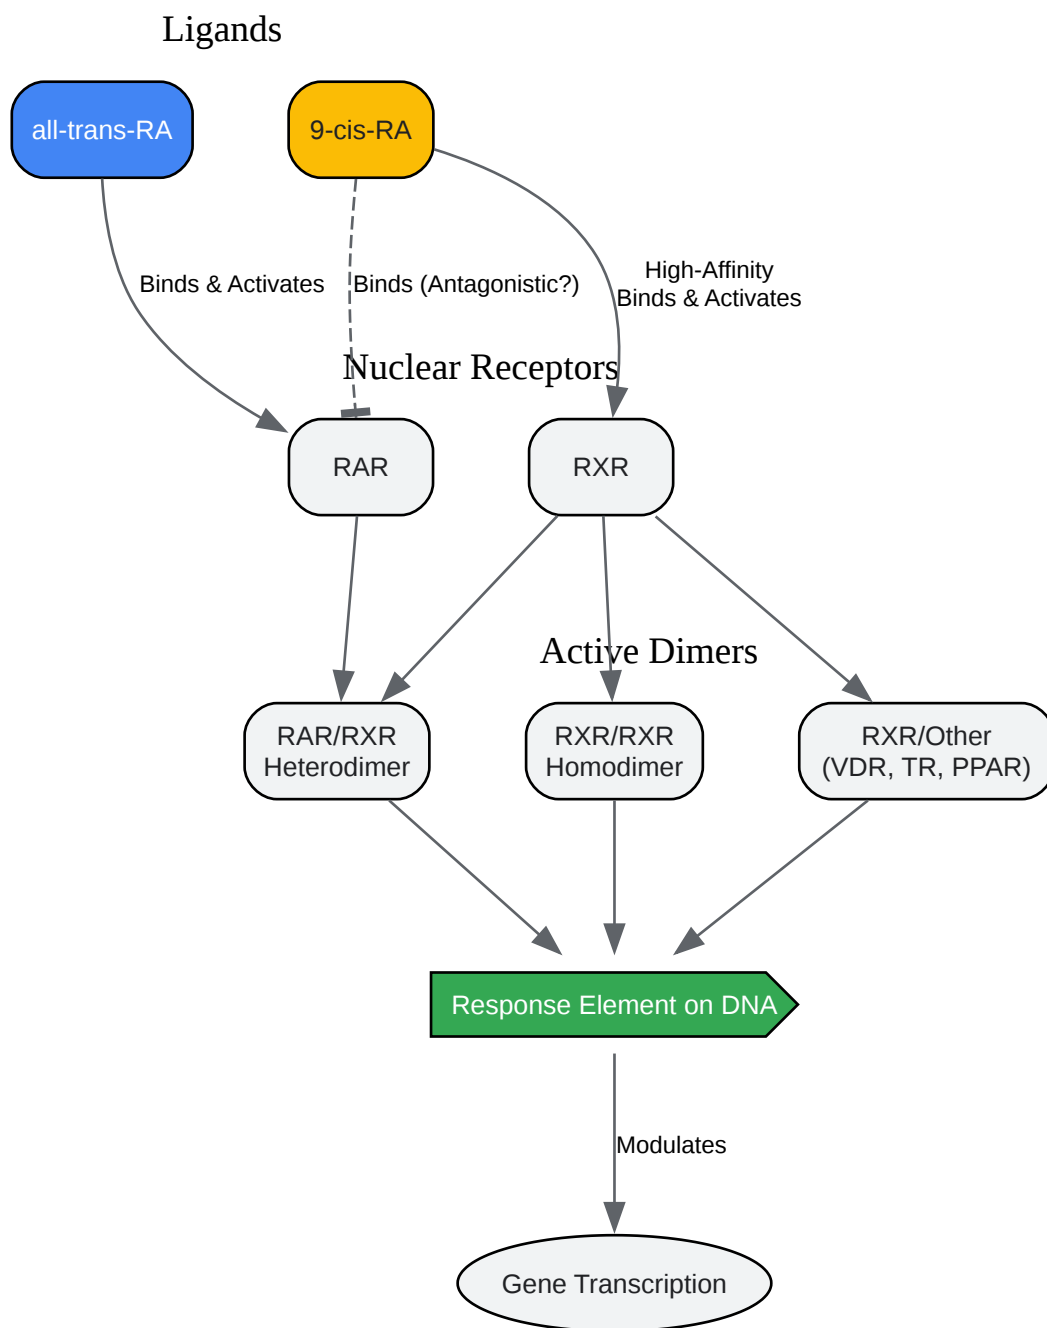 Ligands
all-trans-RA
9-cis-RA
Binds & Activates
Binds (Antagonistic?)
High-Affinity
Binds & Activates
Nuclear Receptors
RAR
RXR
Active Dimers
RAR/RXR
Heterodimer
RXR/RXR
Homodimer
RXR/Other
(VDR, TR, PPAR)
Response Element on DNA
Modulates
Gene Transcription